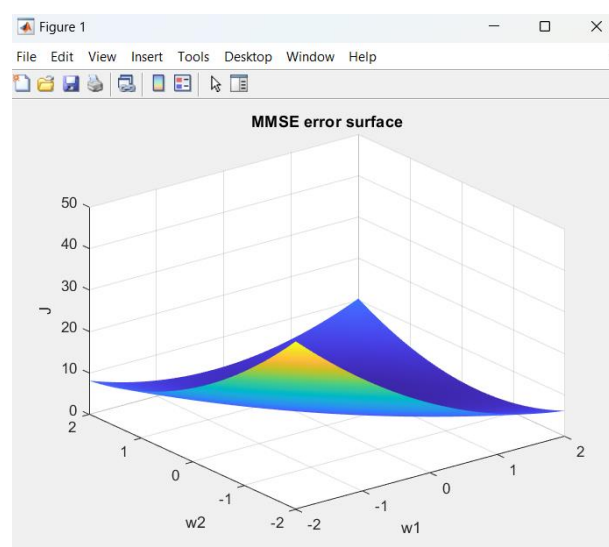 Figure 1
File Edit View Insert Tools Desktop Window Help
MMSE error surface
50
40
30
20
10
0
J
2
1
0
-1
-2
w2
-2
-1
0
1
2
w1